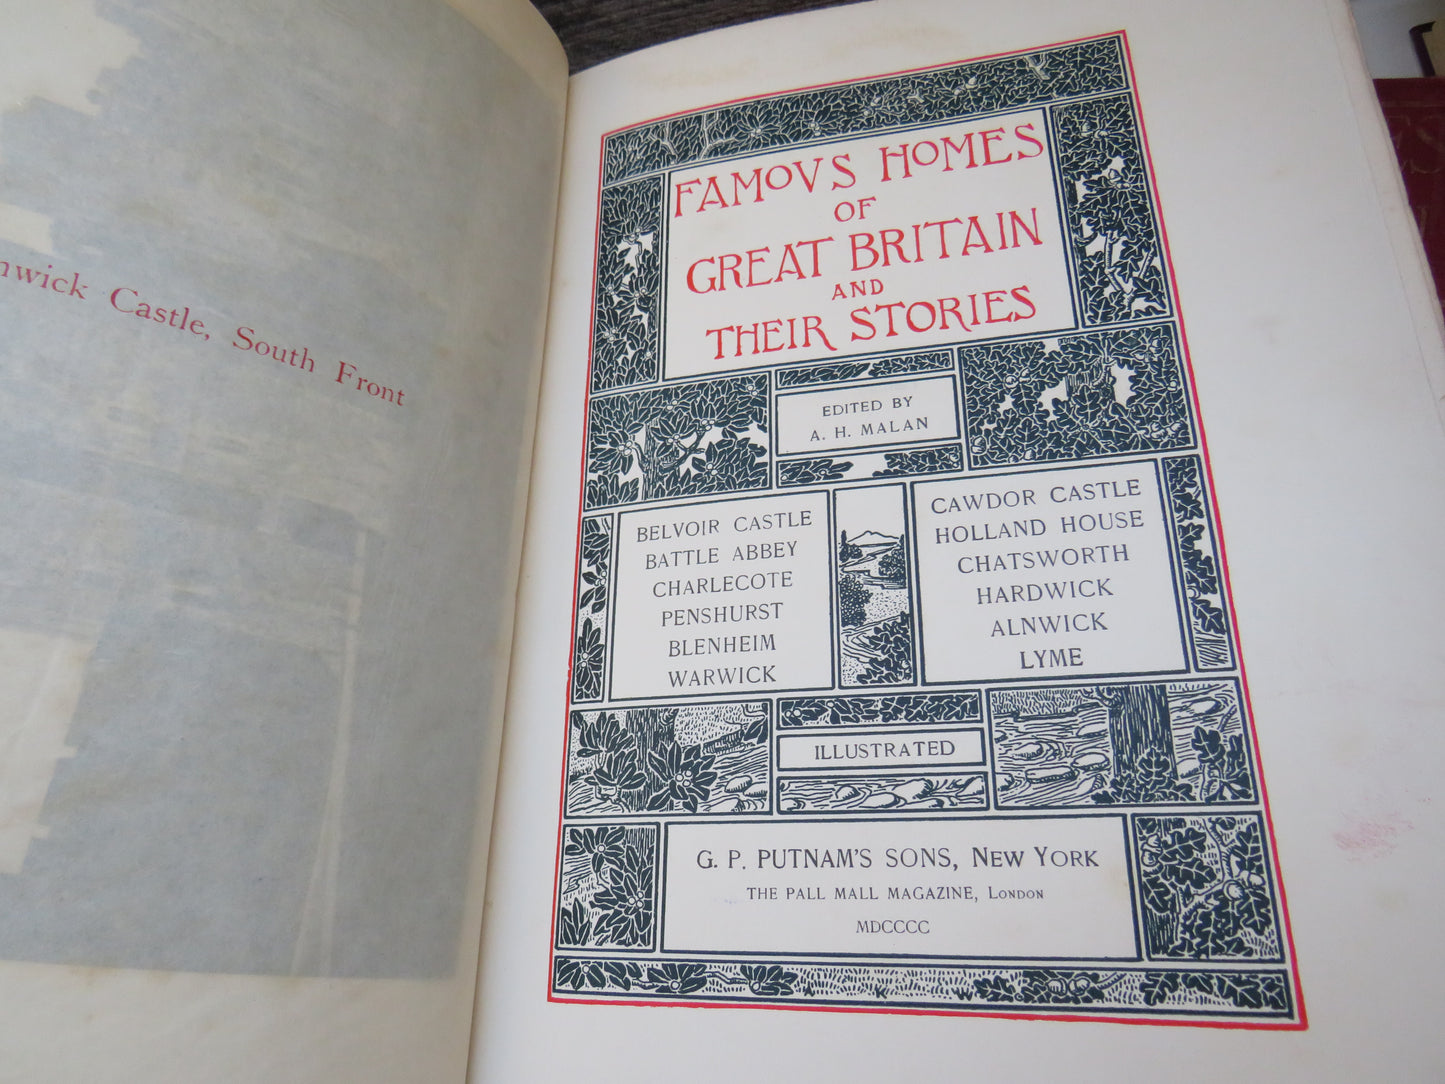 nwick Castle, South Front
FAMOVS HOMES
OF
GREAT BRITAIN
AND
THEIR STORIES
EDITED BY
A. H. MALAN
BELVOIR CASTLE
BATTLE ABBEY
CHARLECOTE
PENSHURST
BLENHEIM
WARWICK
CAWDOR CASTLE
HOLLAND HOUSE
CHATSWORTH
HARDWICK
ALNWICK
LYME
ILLUSTRATED
G. P. PUTNAM'S SONS, NEW YORK
THE PALL MALL MAGAZINE, LONDON
MDCCCC
A K W